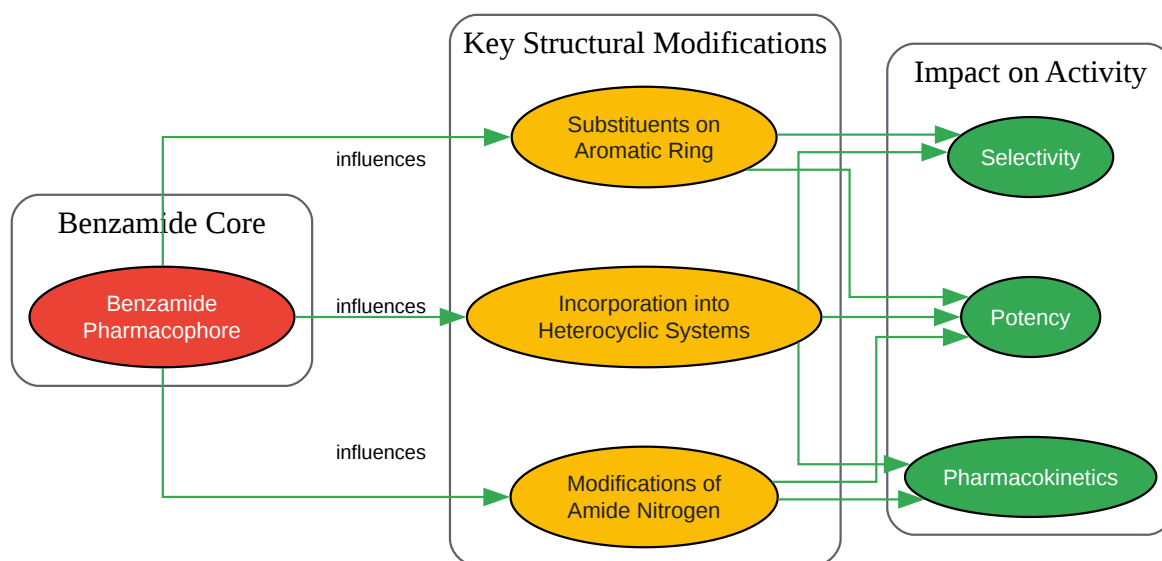 Key Structural Modifications
Impact on Activity
Substituents on
Aromatic Ring
Selectivity
influences
Benzamide Core
Benzamide
Pharmacophore
influences
Incorporation into
Heterocyclic Systems
Potency
influences
Modifications of
Amide Nitrogen
Pharmacokinetics